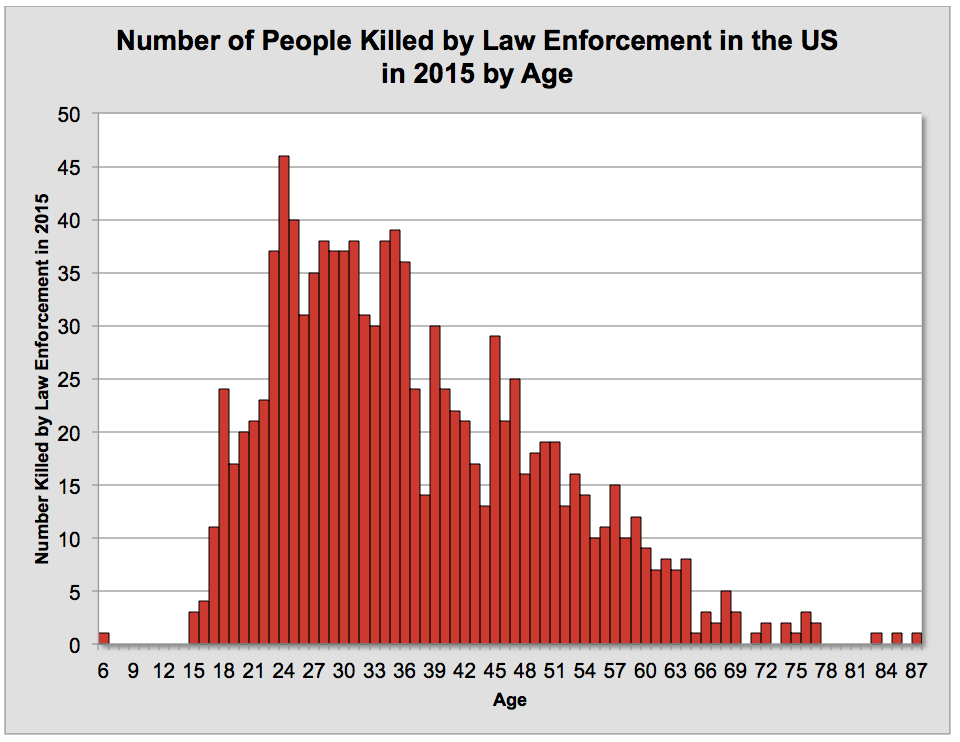 Number of People Killed by Law Enforcement in the US
in 2015 by Age
50
45
40
35
30
25
20
15
10
5
0
Number Killed by Law Enforcement in 2015
6 9 12 15 18 21 24 27 30 33 36 39 42 45 48 51 54 57 60 63 66 69 72 75 78 81 84 87
Age